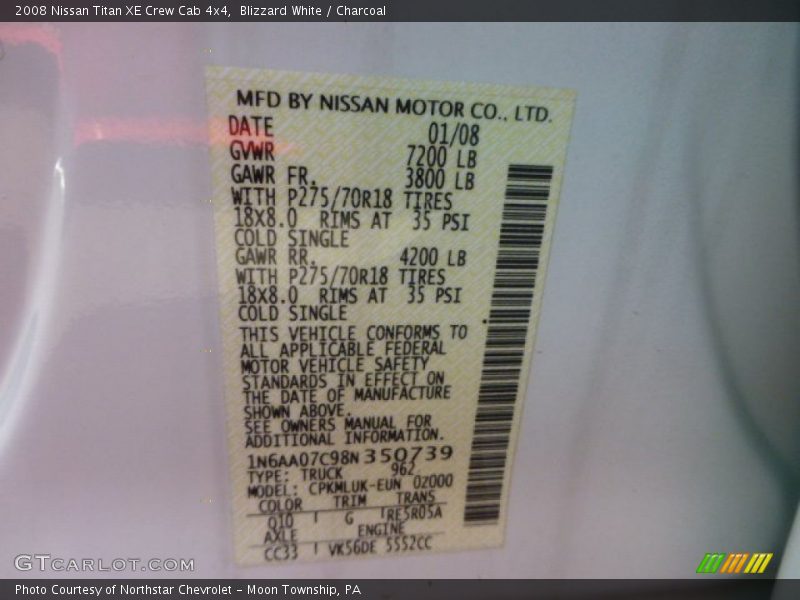 2008 Nissan Titan XE Crew Cab 4x4, Blizzard White / Charcoal
MFD BY NISSAN MOTOR CO., LTD.
DATE 01/08
GVWR 7200 LB
GAWR FR. 3800 LB
WITH P275/70R18 TIRES
18X8.0 RIMS AT 35 PSI
COLD SINGLE
GAWR RR. 4200 LB
WITH P275/70R18 TIRES
18X8.0 RIMS AT 35 PSI
COLD SINGLE
THIS VEHICLE CONFORMS TO
ALL APPLICABLE FEDERAL
MOTOR VEHICLE SAFETY
STANDARDS IN EFFECT ON
THE DATE OF MANUFACTURE
SHOWN ABOVE.
SEE OWNERS MANUAL FOR
ADDITIONAL INFORMATION.
1N6AA07C98N350739
TYPE: TRUCK 962
MODEL: CPKMLUK-EUN 02000
COLOR TRIM TRANS
Q10 G RE5R05A
AXLE ENGINE
CC33 VK56DE 5552CC
GTCARLOT.COM
Photo Courtesy of Northstar Chevrolet – Moon Township, PA